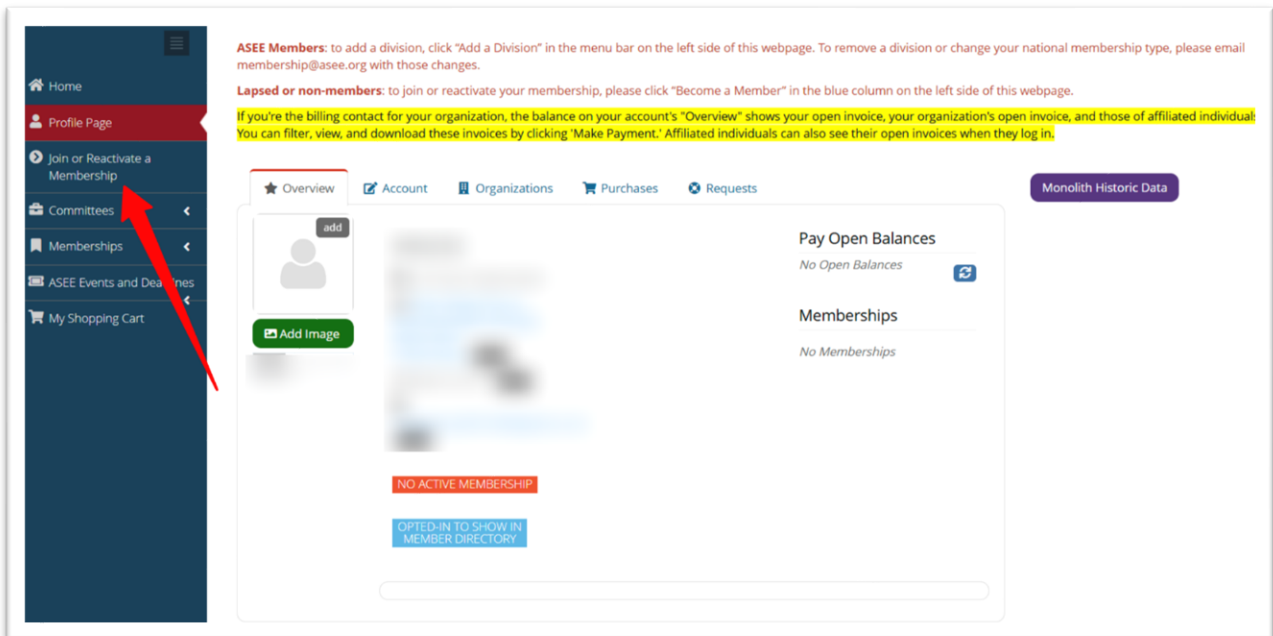 ASEE Members: to add a division, click "Add a Division" in the menu bar on the left side of this webpage. To remove a division or change your national membership type, please email
membership@asee.org with those changes.
Lapsed or non-members: to join or reactivate your membership, please click "Become a Member" in the blue column on the left side of this webpage.
If you're the billing contact for your organization, the balance on your account's "Overview" shows your open invoice, your organization's open invoice, and those of affiliated individual
You can filter, view, and download these invoices by clicking 'Make Payment.' Affiliated individuals can also see their open invoices when they log in.
Home
Profile Page
Join or Reactivate a
Membership
Committees
Memberships
ASEE Events and Deadlines
My Shopping Cart
Overview
Account
Organizations
Purchases
Requests
Monolith Historic Data
add
Add Image
Pay Open Balances
No Open Balances
Memberships
No Memberships
NO ACTIVE MEMBERSHIP
OPTED-IN TO SHOW IN
MEMBER DIRECTORY